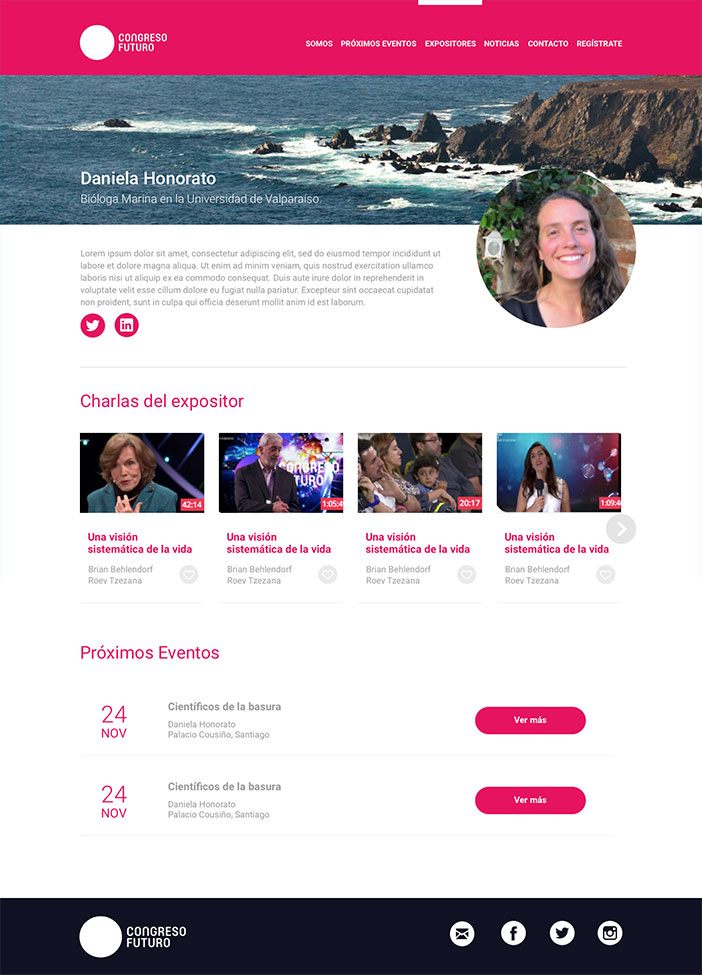 CONGRESO
FUTURO
SOMOS PRÓXIMOS EVENTOS EXPOSITORES NOTICIAS CONTACTO REGÍSTRATE
Daniela Honorato
Bióloga Marina en la Universidad de Valparaíso.
Lorem ipsum dolor sit amet, consectetur adipiscing elit, sed do eiusmod tempor incididunt ut
labore et dolore magna aliqua. Ut enim ad minim veniam, quis nostrud exercitation ullamco
laboris nisi ut aliquip ex ea commodo consequat. Duis aute irure dolor in reprehenderit in
voluptate velit esse cillum dolore eu fugiat nulla pariatur. Excepteur sint occaecat cupidatat
non proident, sunt in culpa qui officia deserunt mollit anim id est laborum.
Charlas del expositor
CONGRESO
FUTURO
42:14 1:05:4 20:17 1:09:4
Una visión Una visión Una visión Una visión
sistemática de la vida sistemática de la vida sistemática de la vida sistemática de la vida
Brian Behlendorf Brian Behlendorf Brian Behlendorf Brian Behlendorf
Roey Tzezana Roey Tzezana Roey Tzezana Roey Tzezana
Próximos Eventos
24
NOV
Científicos de la basura
Daniela Honorato
Palacio Cousiño, Santiago
Ver más
24
NOV
Científicos de la basura
Daniela Honorato
Palacio Cousiño, Santiago
Ver más
CONGRESO
FUTURO